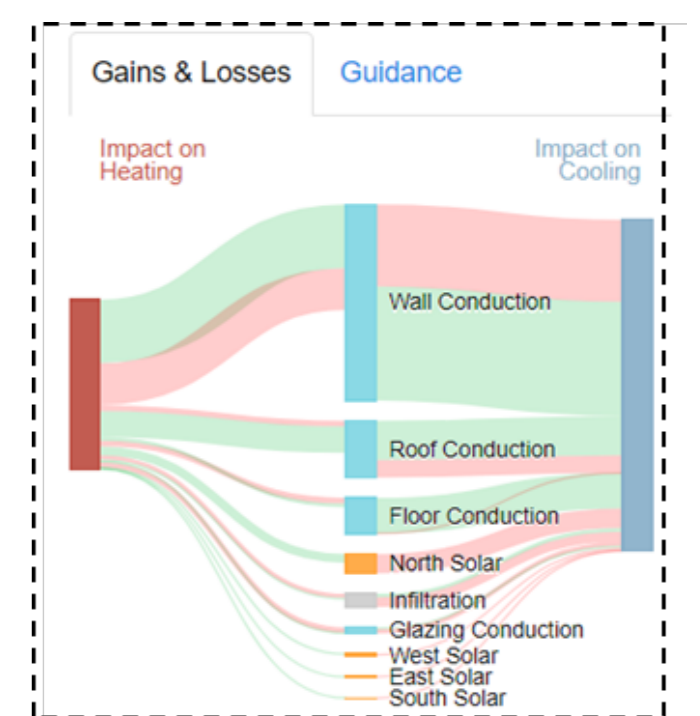 Gains & Losses
Guidance
Impact on
Heating
Impact on
Cooling
Wall Conduction
Roof Conduction
Floor Conduction
North Solar
Infiltration
Glazing Conduction
West Solar
East Solar
South Solar